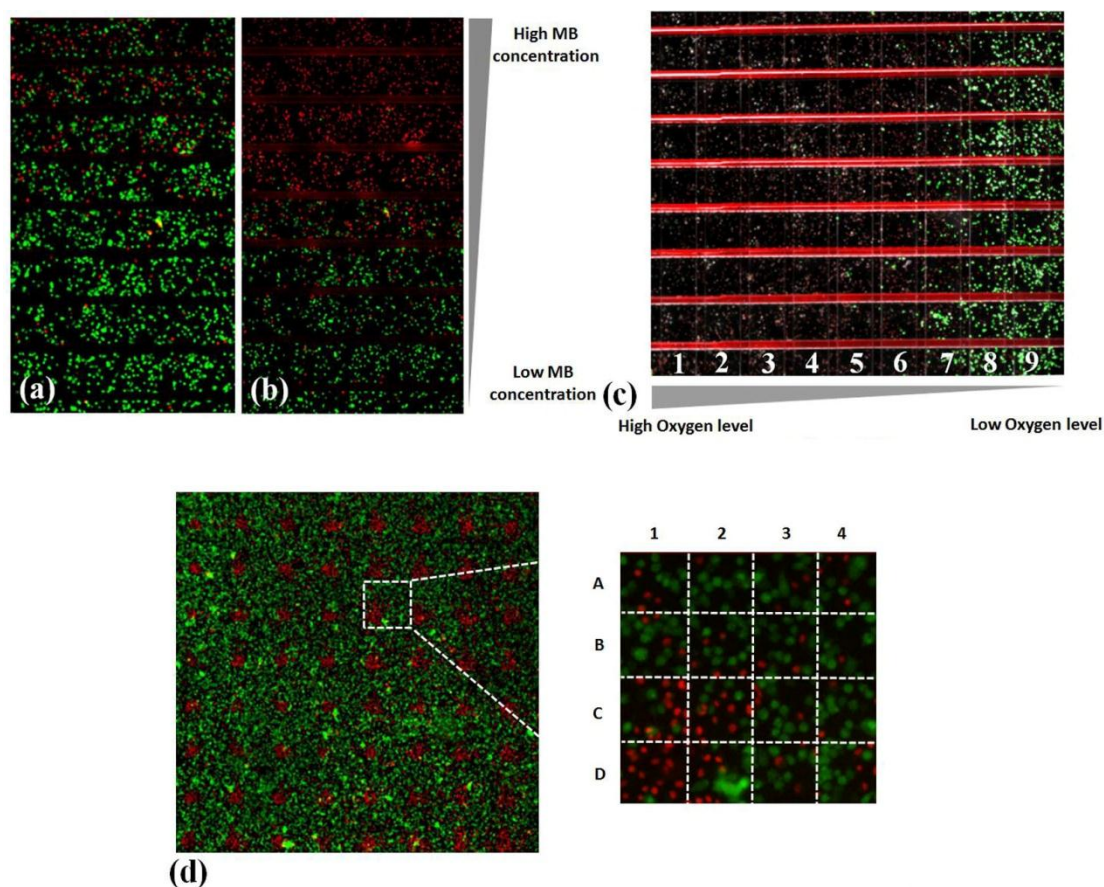 High MB
concentration
Low MB
concentration
(a)
(b)
(c)
1 2 3 4 5 6 7 8 9
High Oxygen level
Low Oxygen level
1 2 3 4
A
B
C
D
(d)